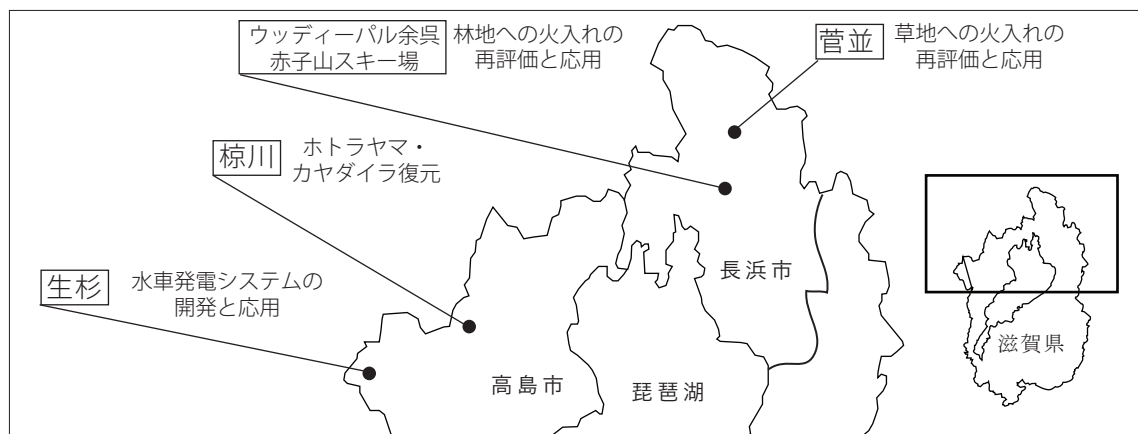 ウッディーパル余呉
赤子山スキー場
林地への火入れの
再評価と応用
菅並
草地への火入れの
再評価と応用
椋川
ホトラヤマ・
カヤダイラ復元
生杉
水車発電システムの
開発と応用
長浜市
高島市
琵琶湖
滋賀県